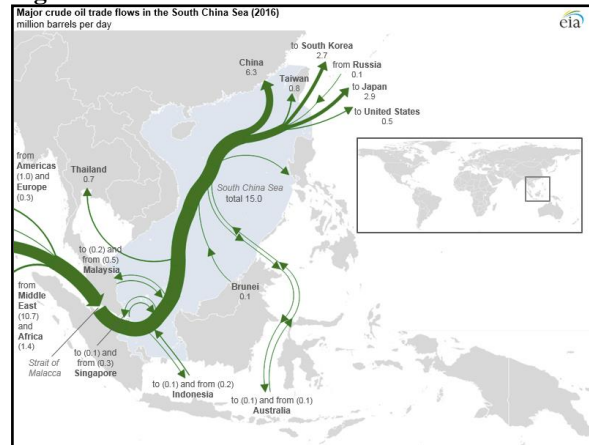 Major crude oil trade flows in the South China Sea (2016)
million barrels per day
eia
to South Korea
2.7
China
6.3
from Russia
0.1
Taiwan
0.8
to Japan
2.9
to United States
0.5
from
Americas
(1.0) and
Europe
(0.3)
Thailand
0.7
South China Sea
total 15.0
to (0.2) and
from (0.5)
Malaysia
Brunei
0.1
from
Middle
East
(10.7)
and
Africa
(1.4)
Strait of
Malacca
to (0.1) and
from (0.3)
Singapore
to (0.1) and from (0.2)
Indonesia
to (0.1) and from (0.1)
Australia